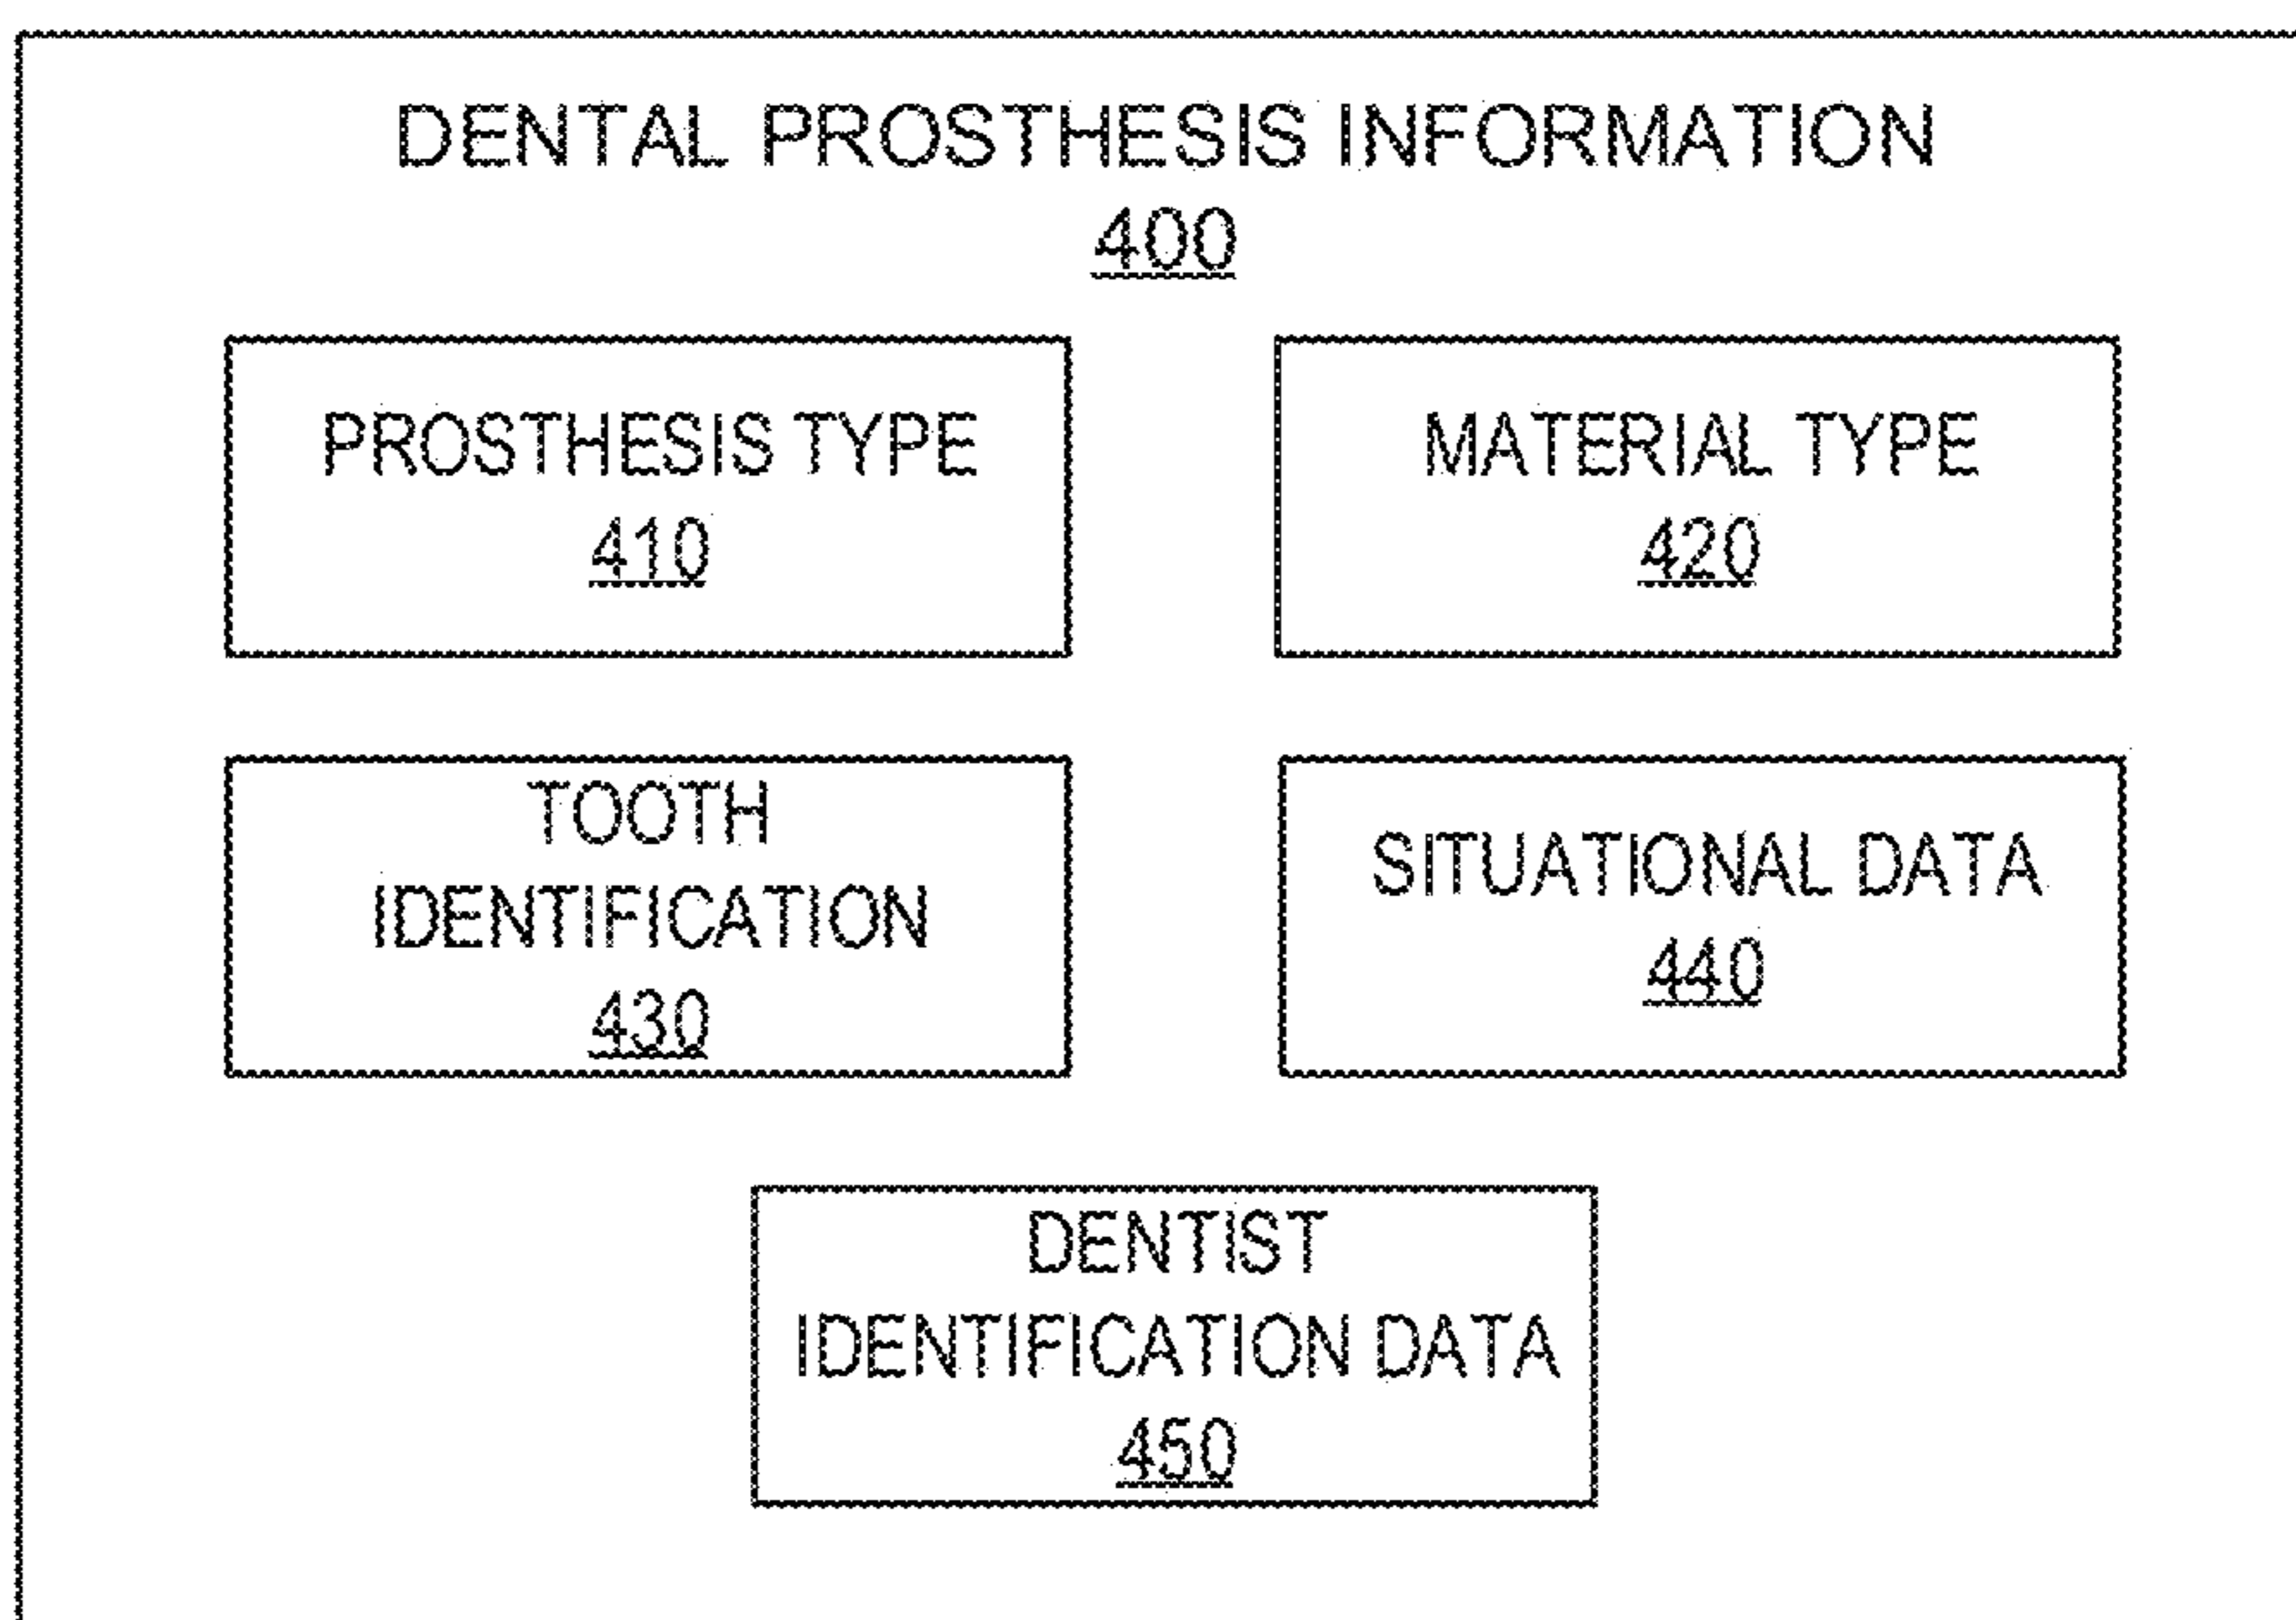 DENTAL PROSTHESIS INFORMATION
400
PROSTHESIS TYPE
410
MATERIAL TYPE
420
TOOTH
IDENTIFICATION
430
SITUATIONAL DATA
440
DENTIST
IDENTIFICATION DATA
450